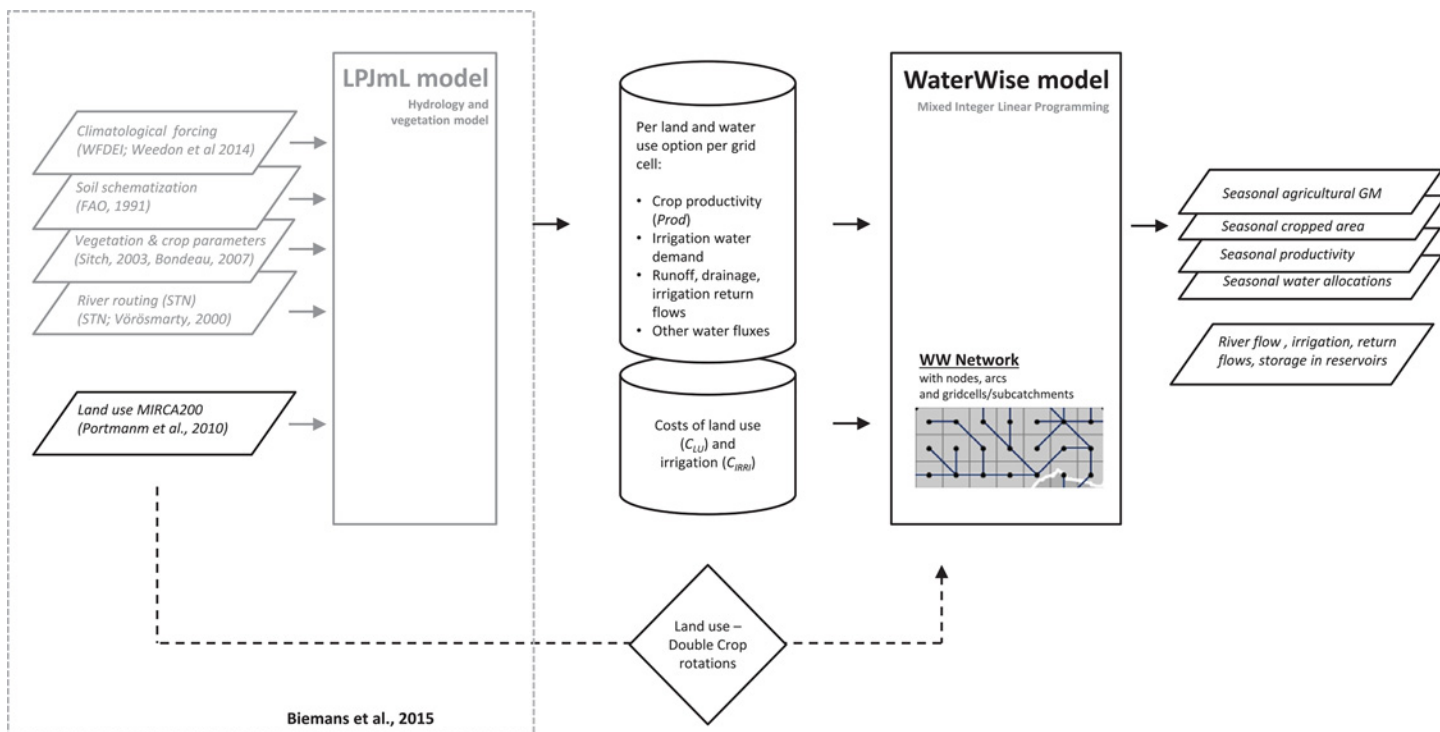 LPJmL model
Hydrology and
vegetation model
Climatological forcing
(WFDEI; Weedon et al 2014)
Soil schematization
(FAO, 1991)
Vegetation & crop parameters
(Sitch, 2003, Bondeau, 2007)
River routing (STN)
(STN; Vörösmarty, 2000)
Land use MIRCA200
(Portmanm et al., 2010)
Biemans et al., 2015
Per land and water
use option per grid
cell:
• Crop productivity
(Prod)
• Irrigation water
demand
• Runoff, drainage,
irrigation return
flows
• Other water fluxes
Costs of land use
(C_LU) and
irrigation (C_IRRI)
Land use –
Double Crop
rotations
WaterWise model
Mixed Integer Linear Programming
WW Network
with nodes, arcs
and gridcells/subcatchments
Seasonal agricultural GM
Seasonal cropped area
Seasonal productivity
Seasonal water allocations
River flow , irrigation, return
flows, storage in reservoirs